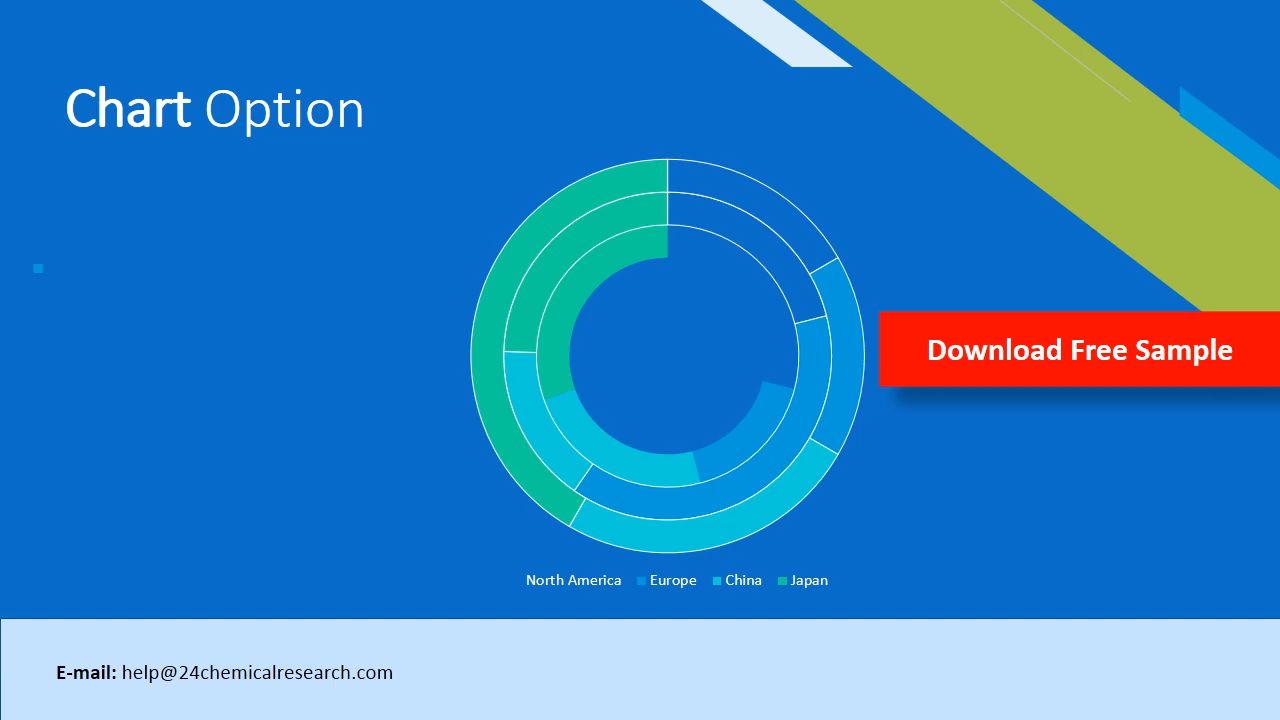 Chart Option
Download Free Sample
North America Europe China Japan
E-mail: help@24chemicalresearch.com